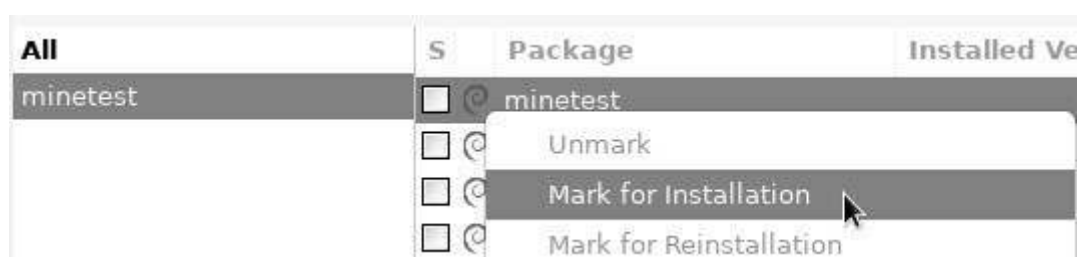 All S Package Installed Ve
minetest minetest
Unmark
Mark for Installation
Mark for Reinstallation